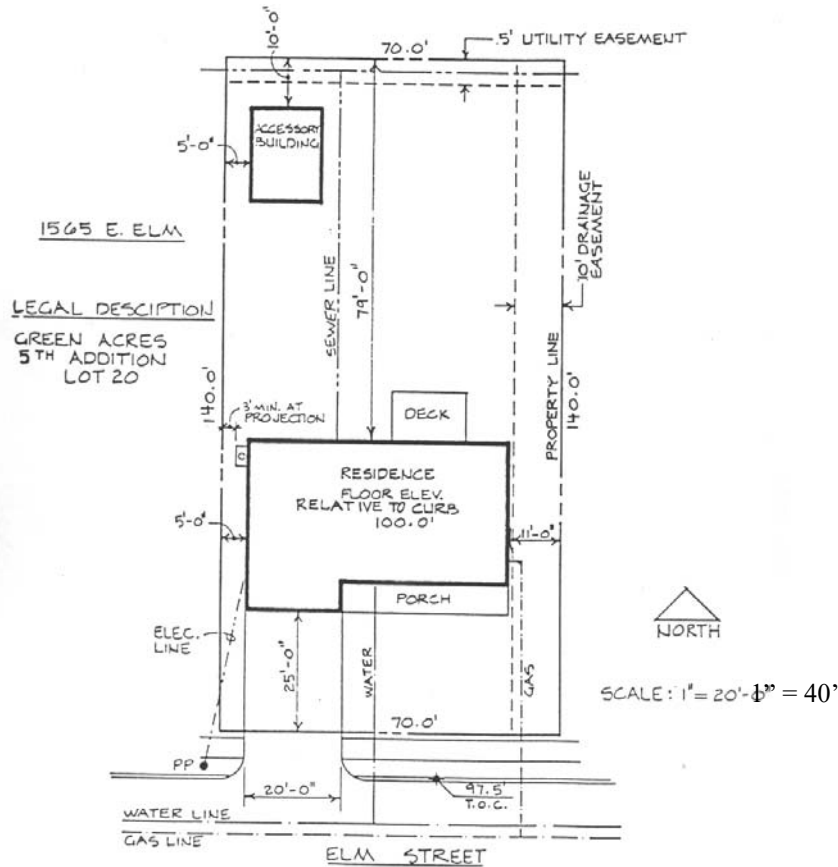 10'-0"
70.0'
5' UTILITY EASEMENT
ACCESSORY
BUILDING
5'-0"
10' DRAINAGE
EASEMENT
1565 E. ELM
SEWER LINE
79'-0"
LEGAL DESCIPTION
GREEN ACRES
5TH ADDITION
LOT 20
140.0'
3' MIN. AT
PROJECTION
DECK
PROPERTY LINE
140.0'
C
RESIDENCE
FLOOR ELEV.
RELATIVE TO CURB
100.0'
5'-0"
11'-0"
PORCH
NORTH
ELEC.
LINE
25'-0"
WATER
GAS
SCALE: 1" = 20'-0"
1" = 40'
70.0'
PP
20'-0"
97.5'
T.O.C.
WATER LINE
GAS LINE
ELM STREET